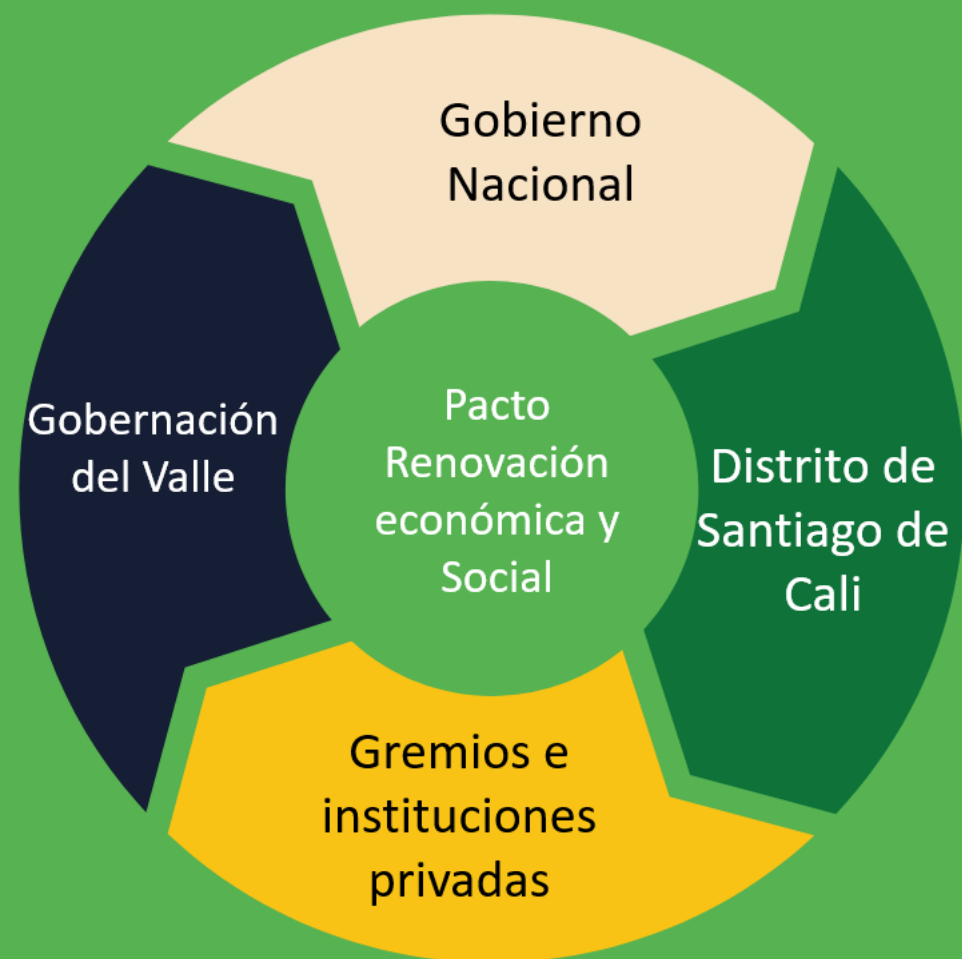 Gobierno
Nacional
Gobernación
del Valle
Pacto
Renovación
económica y
Social
Distrito de
Santiago de
Cali
Gremios e
instituciones
privadas